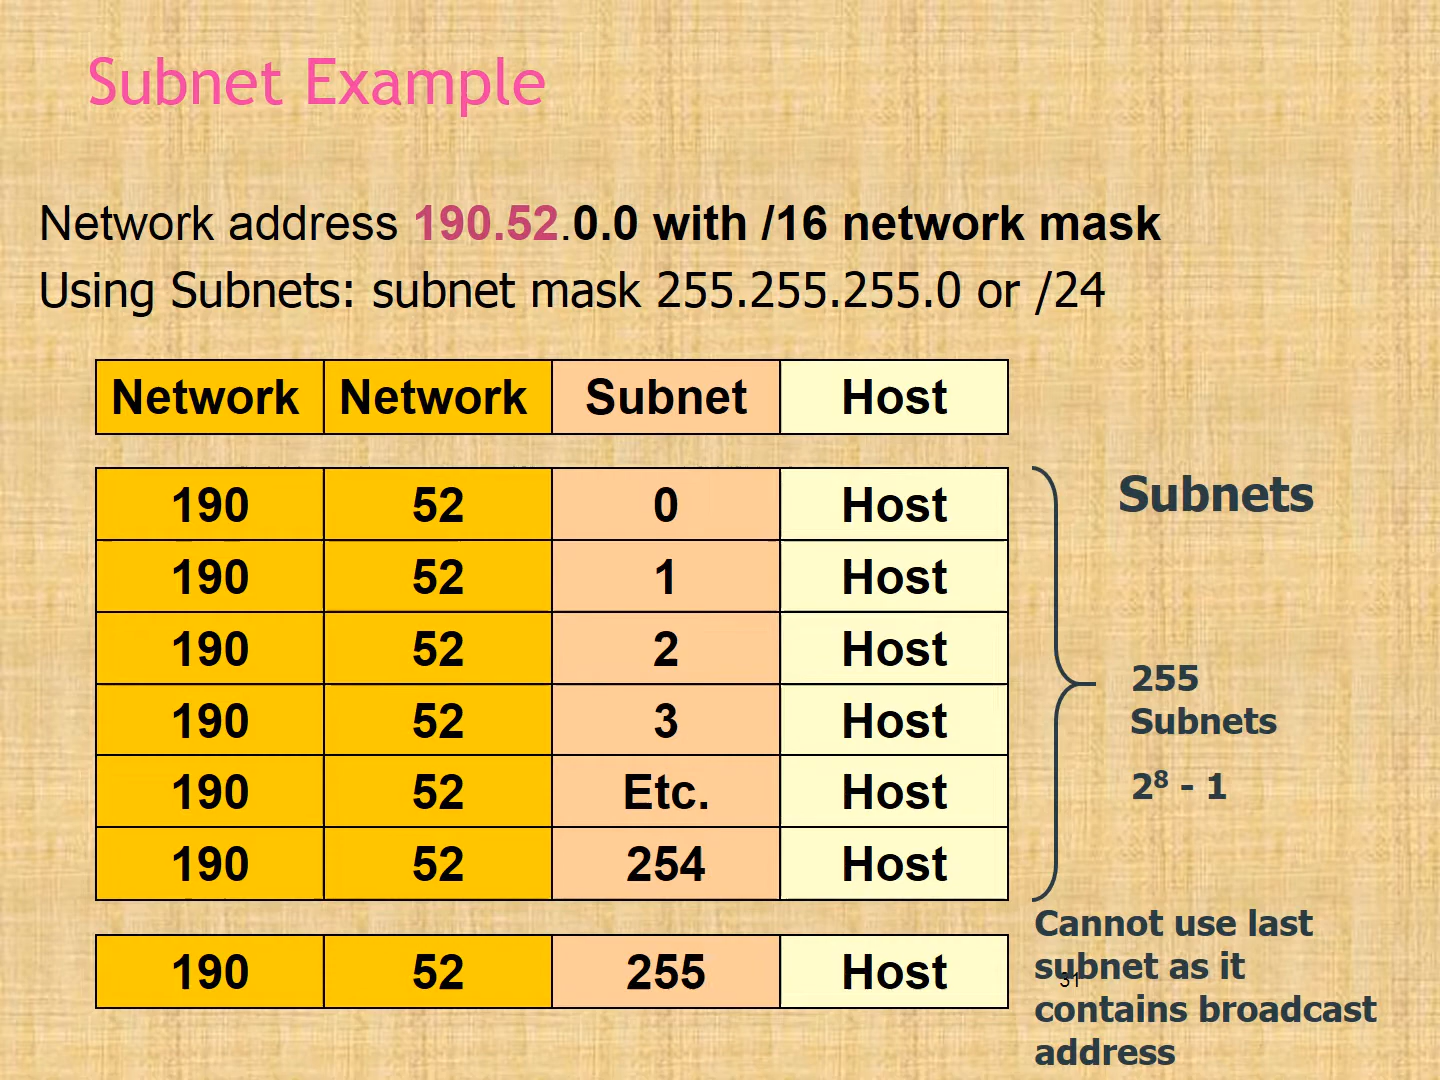 Subnet Example
Network address 190.52.0.0 with /16 network mask
Using Subnets: subnet mask 255.255.255.0 or /24
Network Network Subnet Host
190 52 0 Host
190 52 1 Host
190 52 2 Host
190 52 3 Host
190 52 Etc. Host
190 52 254 Host
190 52 255 Host
Subnets
255
Subnets
2⁸ - 1
Cannot use last
subnet as it
contains broadcast
address
31